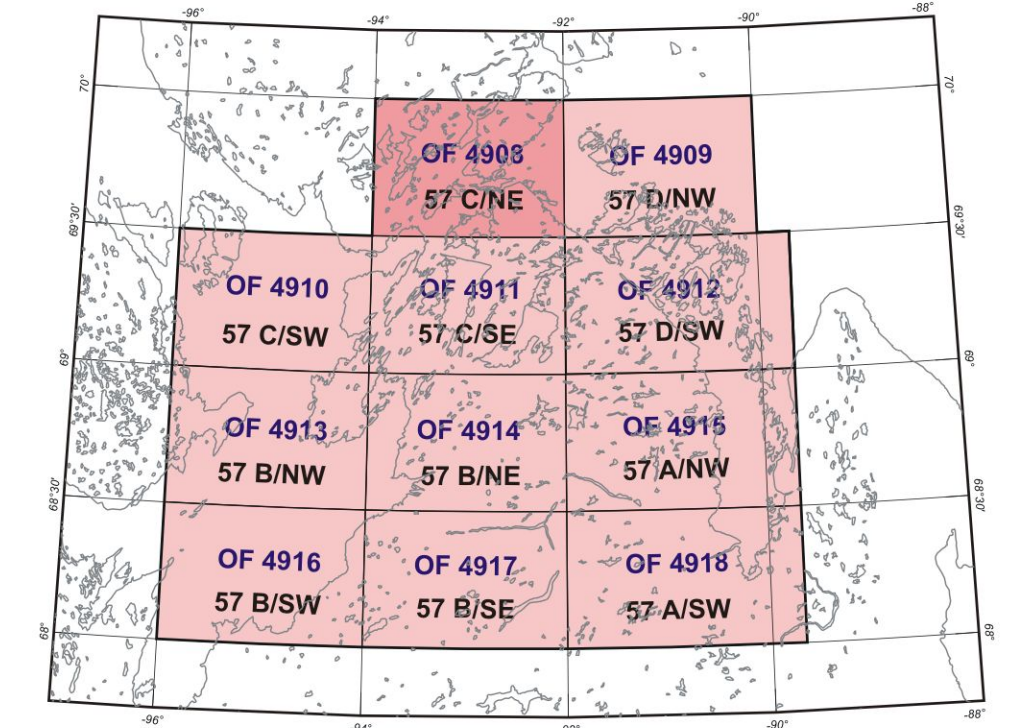 -96°
-94°
-92°
-90°
-88°
70°
70°
OF 4908
57 C/NE
OF 4909
57 D/NW
69°30'
69°30'
OF 4910
57 C/SW
OF 4911
57 C/SE
OF 4912
57 D/SW
69°
69°
OF 4913
57 B/NW
OF 4914
57 B/NE
OF 4915
57 A/NW
68°30'
68°30'
OF 4916
57 B/SW
OF 4917
57 B/SE
OF 4918
57 A/SW
68°
68°
-96°
-94°
-92°
-90°
-88°